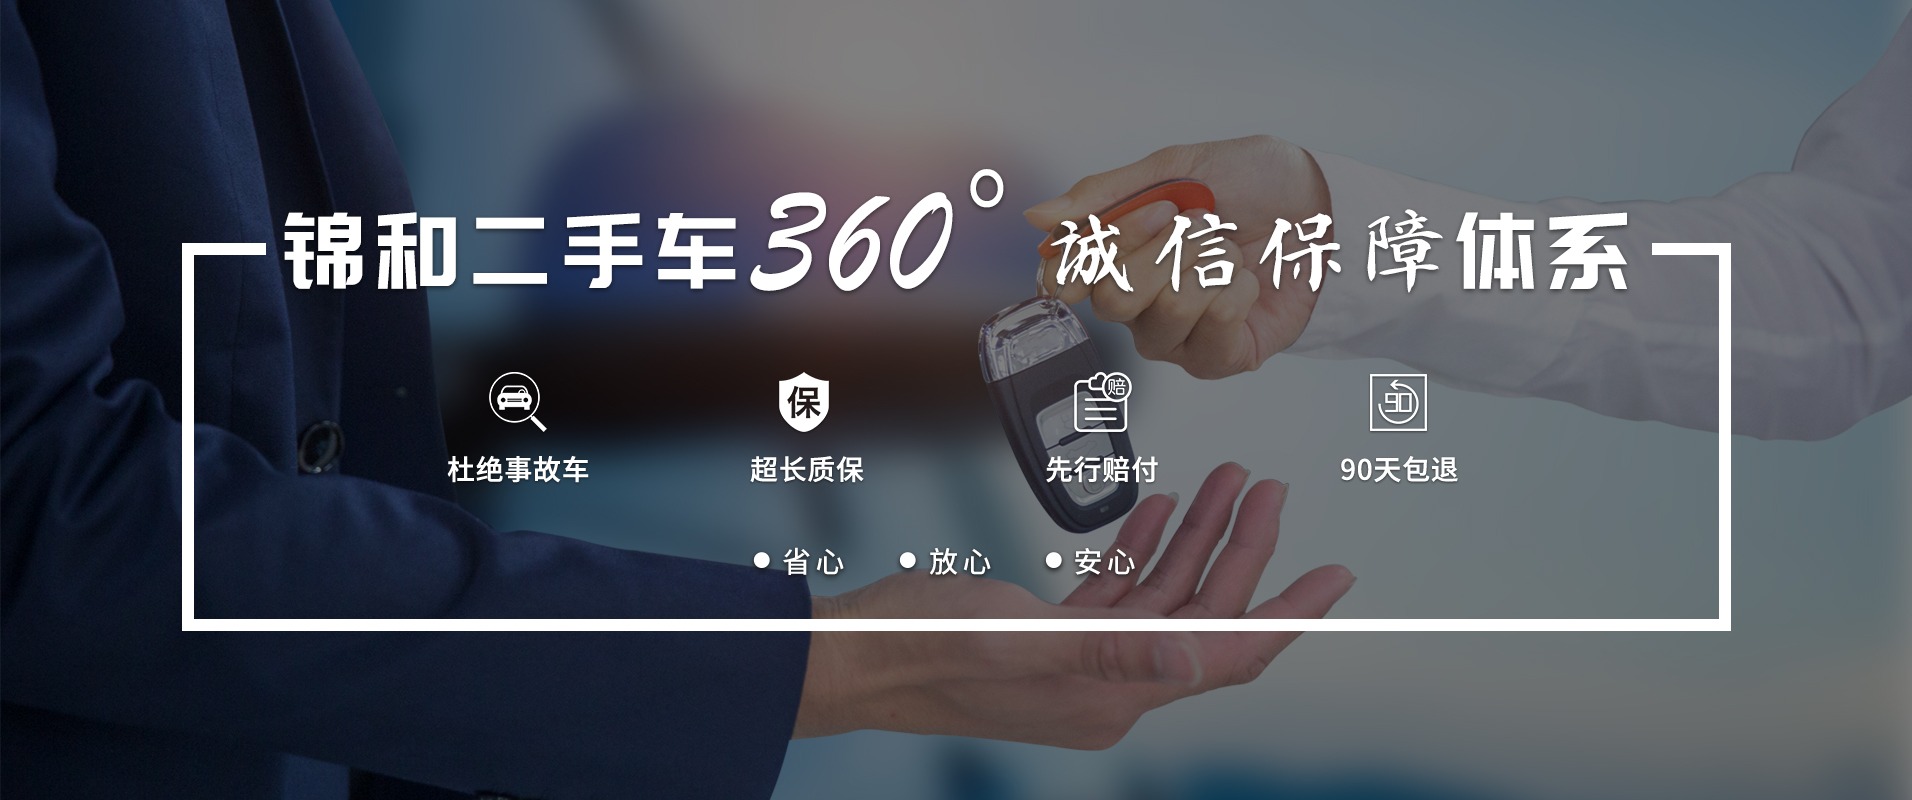 锦和二手车360° 诚信保障体系
保
赔
90
杜绝事故车 超长质保 先行赔付 90天包退
● 省心 ● 放心 ● 安心